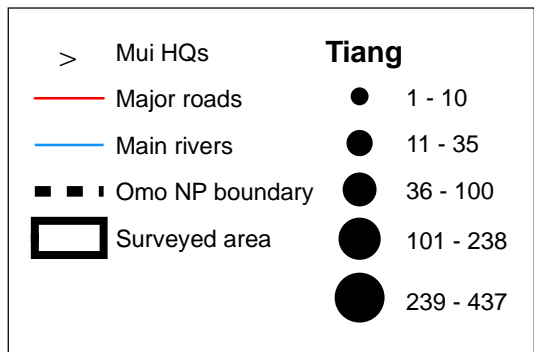 > Mui HQs
Major roads
Main rivers
Omo NP boundary
Surveyed area
Tiang
1 - 10
11 - 35
36 - 100
101 - 238
239 - 437